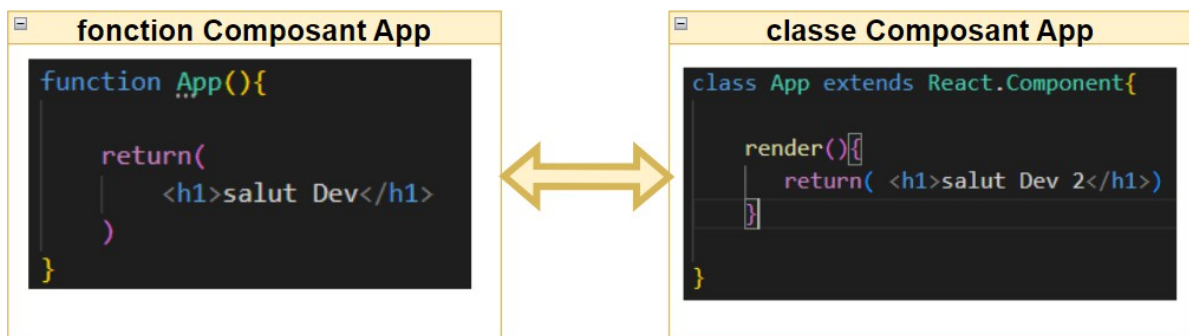 fonction Composant App
function App(){
return(
<h1>salut Dev</h1>
)
}
classe Composant App
class App extends React.Component{
render(){
return( <h1>salut Dev 2</h1>)
}
}